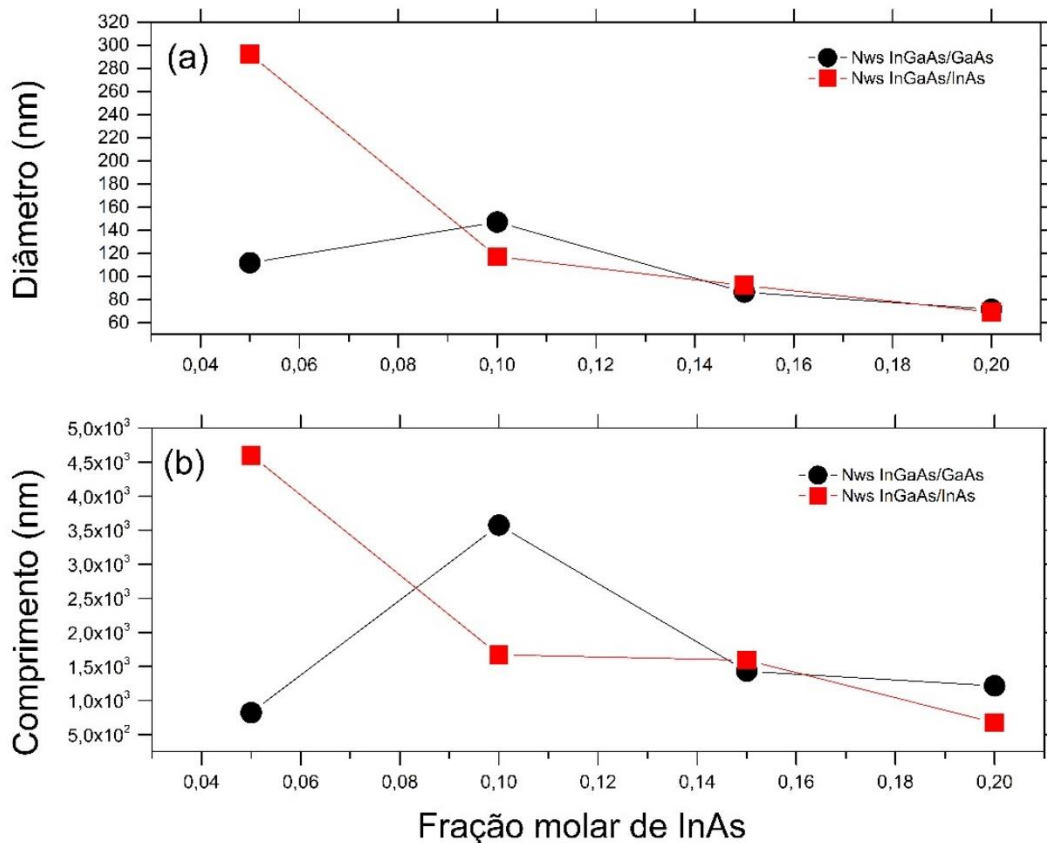 (a)
Nws InGaAs/GaAs
Nws InGaAs/InAs
Diâmetro (nm)
320
300
280
260
240
220
200
180
160
140
120
100
80
60
0,04 0,06 0,08 0,10 0,12 0,14 0,16 0,18 0,20
(b)
Nws InGaAs/GaAs
Nws InGaAs/InAs
Comprimento (nm)
5,0x10³
4,5x10³
4,0x10³
3,5x10³
3,0x10³
2,5x10³
2,0x10³
1,5x10³
1,0x10³
5,0x10²
0,04 0,06 0,08 0,10 0,12 0,14 0,16 0,18 0,20
Fração molar de InAs